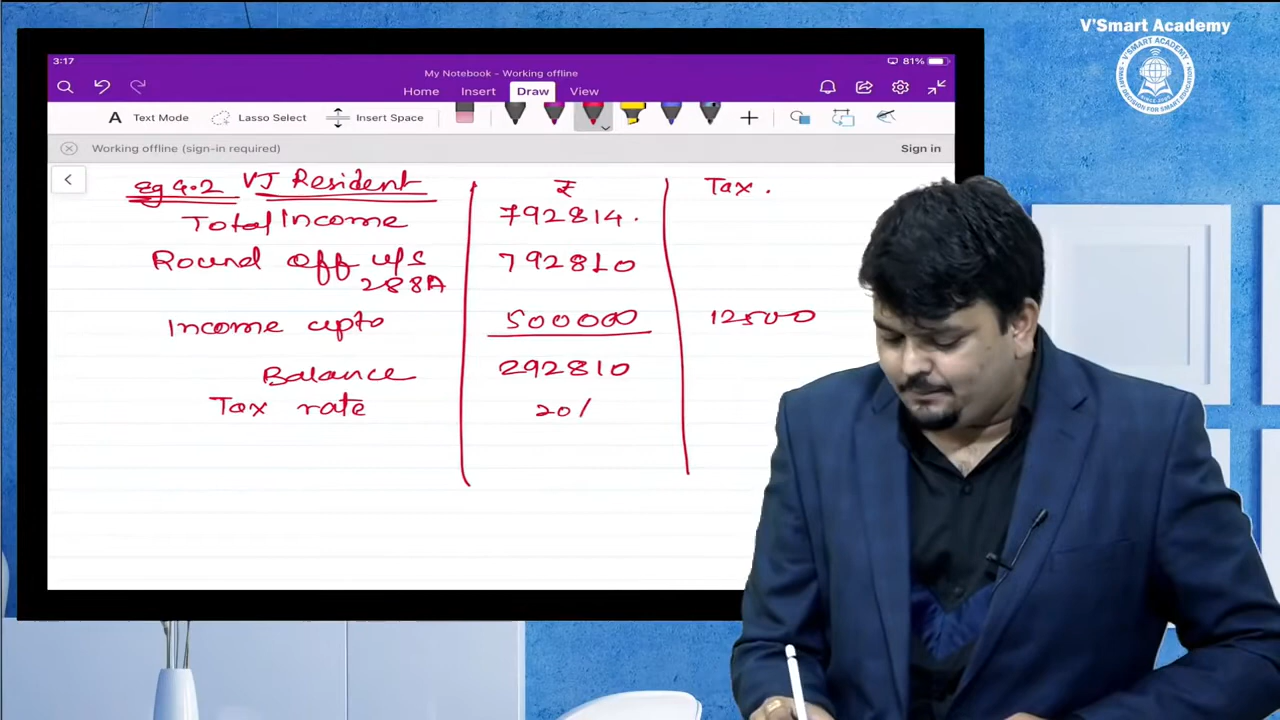 V'Smart Academy
3:17
81%
My Notebook - Working offline
Home Insert Draw View
Text Mode Lasso Select Insert Space
Working offline (sign-in required) Sign in
Eg 4.2 VJ Resident ₹ Tax.
Total Income 792814.
Round off u/s 288A 792810
Income upto 500000 12500
Balance 292810
Tax rate 20/